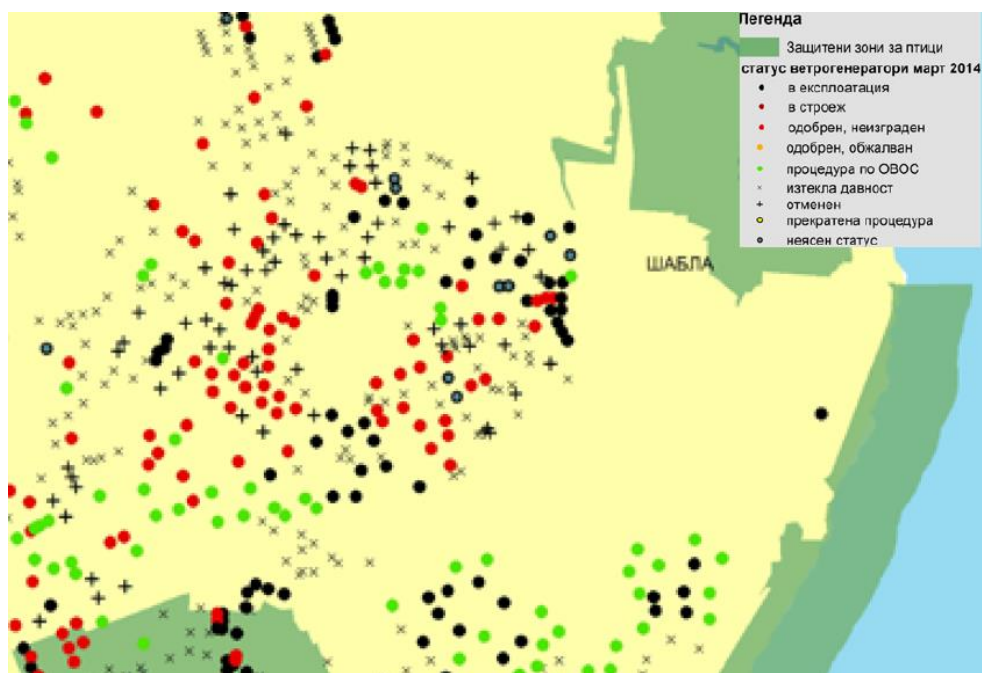 Легенда
Защитени зони за птици
статус ветрогенератори март 2014
в експлоатация
в строеж
одобрен, неизграден
одобрен, обжалван
процедура по ОВОС
изтекла давност
отменен
прекратена процедура
неясен статус
ШАБЛА